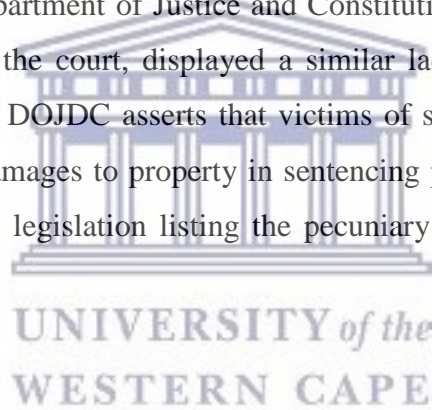 partment of Justice and Constituti
the court, displayed a similar la
DOJDC asserts that victims of s
amages to property in sentencing
legislation listing the pecuniary
UNIVERSITY of the
WESTERN CAPE